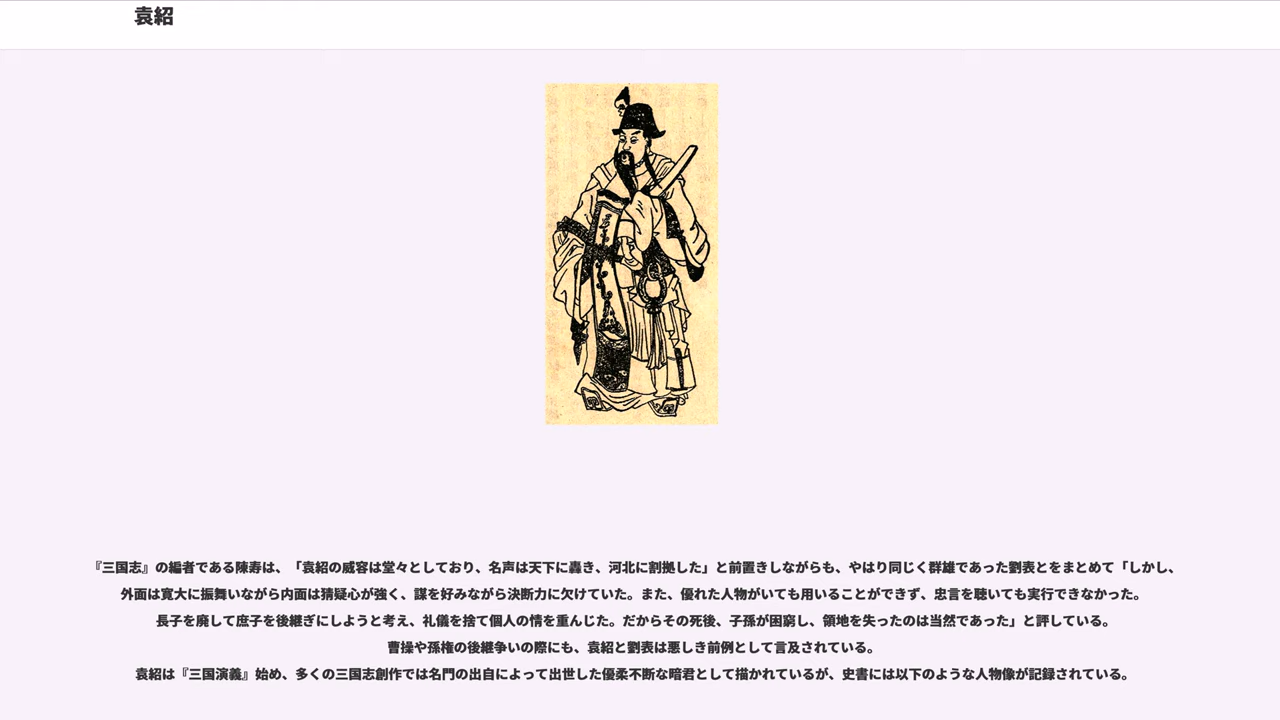 袁紹
『三国志』の編者である陳寿は、「袁紹の威容は堂々としており、名声は天下に轟き、河北に割拠した」と前置きしながらも、やはり同じく群雄であった劉表とをまとめて「しかし、
外面は寛大に振舞いながら内面は猜疑心が強く、謀を好みながら決断力に欠けていた。また、優れた人物がいても用いることができず、忠言を聴いても実行できなかった。
長子を廃して庶子を後継ぎにしようと考え、礼儀を捨て個人の情を重んじた。だからその死後、子孫が困窮し、領地を失ったのは当然であった」と評している。
曹操や孫権の後継争いの際にも、袁紹と劉表は悪しき前例として言及されている。
袁紹は『三国演義』始め、多くの三国志創作では名門の出自によって出世した優柔不断な暗君として描かれているが、史書には以下のような人物像が記録されている。